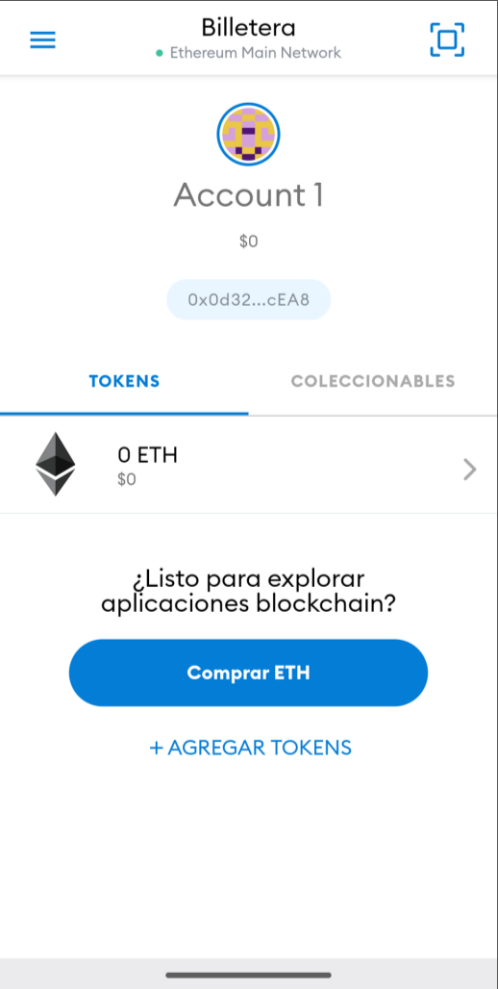 Billetera
Ethereum Main Network
Account 1
$0
0x0d32...cEA8
TOKENS
COLECCIONABLES
0 ETH
$0
¿Listo para explorar
aplicaciones blockchain?
Comprar ETH
+ AGREGAR TOKENS